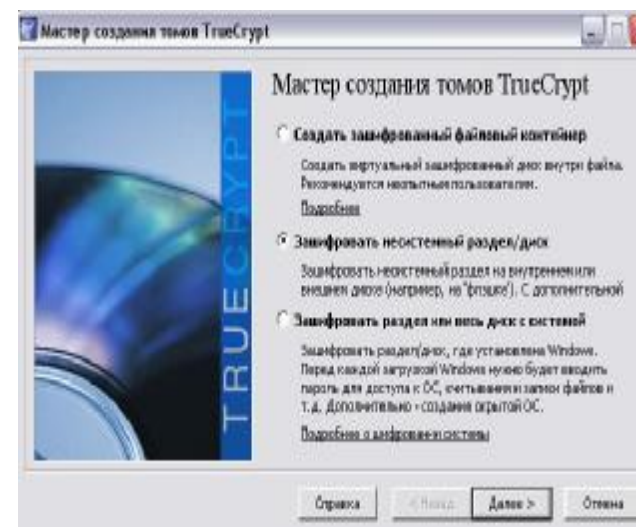 Мастер создания томов TrueCrypt
Мастер создания томов TrueCrypt
Создать зашифрованный файловый контейнер
Создать виртуальный зашифрованный диск внутри файла.
Рекомендуется неопытным пользователям.
Подробнее
Зашифровать несистемный раздел/диск
Зашифровать несистемный раздел на внутреннем или
внешнем диске (например, на "флэшке"). С дополнительной
Зашифровать раздел или весь диск с системой
Зашифровать раздел/диск, где установлена Windows.
Перед каждой загрузкой Windows нужно будет вводить
пароль для доступа к ОС, считывания и записи файлов и
т.д. Дополнительно - создание скрытой ОС.
Подробнее о шифровании системы
TRUECRYPT
Справка
< Назад
Далее >
Отмена